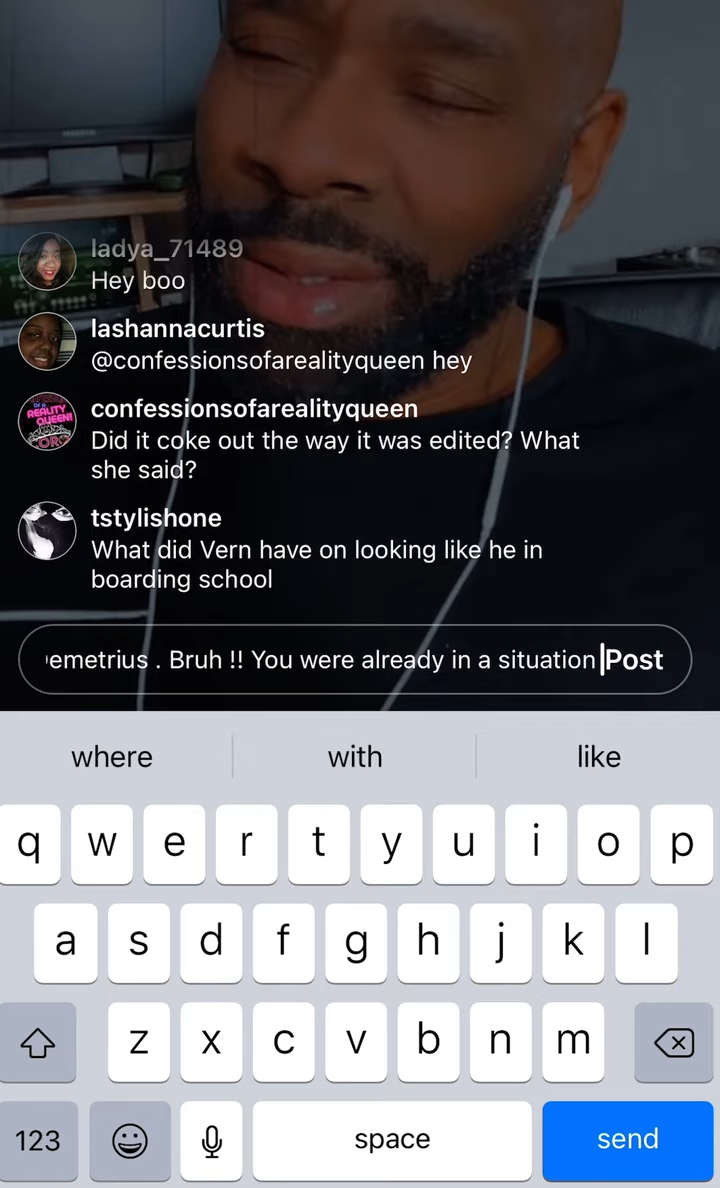 ladya_71489
Hey boo
lashannacurtis
@confessionsofarealityqueen hey
REALITY
QUEEN!
confessionsofarealityqueen
Did it coke out the way it was edited? What
she said?
tstylishone
What did Vern have on looking like he in
boarding school
emetrius . Bruh !! You were already in a situation Post
where with like
q w e r t y u i o p
a s d f g h j k l
z x c v b n m
123 space send